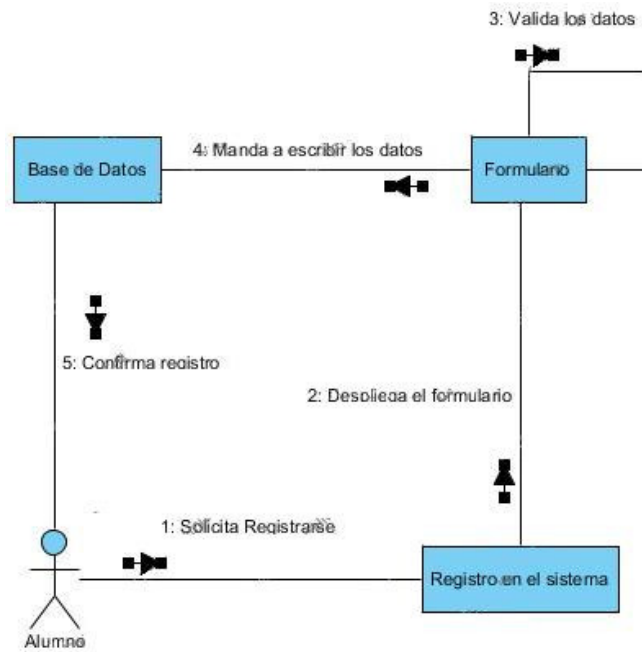 3: Valida los datos
4: Manda a escribir los datos
Base de Datos
Formulario
5: Confirma registro
2: Despliega el formulario
1: Solicita Registrarse
Registro en el sistema
Alumno